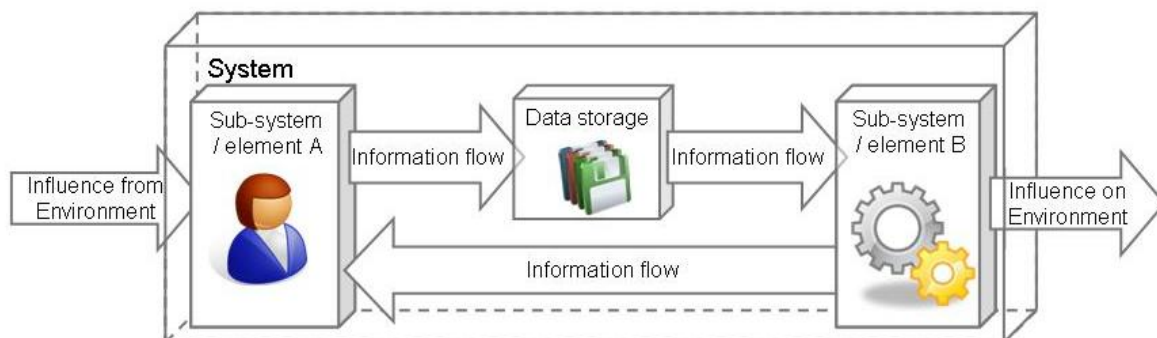 System
Sub-system
/ element A
Data storage
Sub-system
/ element B
Information flow
Information flow
Influence from
Environment
Influence on
Environment
Information flow